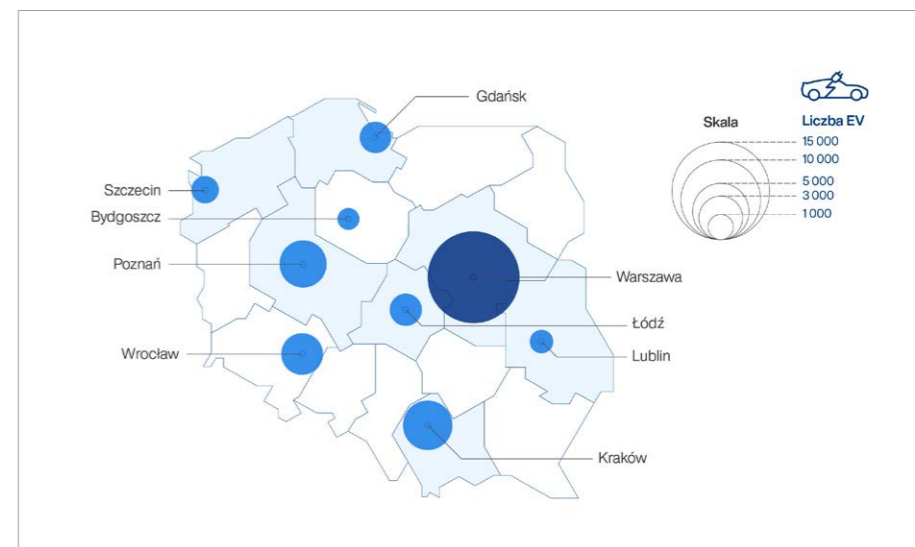 Gdańsk
Szczecin
Bydgoszcz
Poznań
Warszawa
Łódź
Wrocław
Lublin
Kraków
Skala
Liczba EV
15 000
10 000
5 000
3 000
1 000